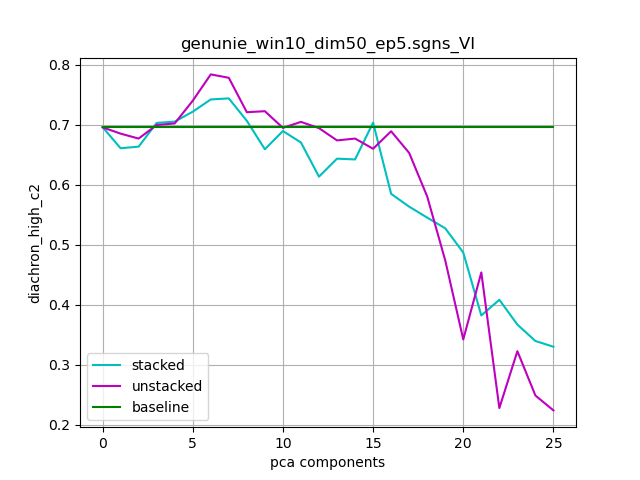 genunie_win10_dim50_ep5.sgns_VI
0.8
0.7
0.6
0.5
0.4
0.3
0.2
diachron_high_c2
stacked
unstacked
baseline
0 5 10 15 20 25
pca components